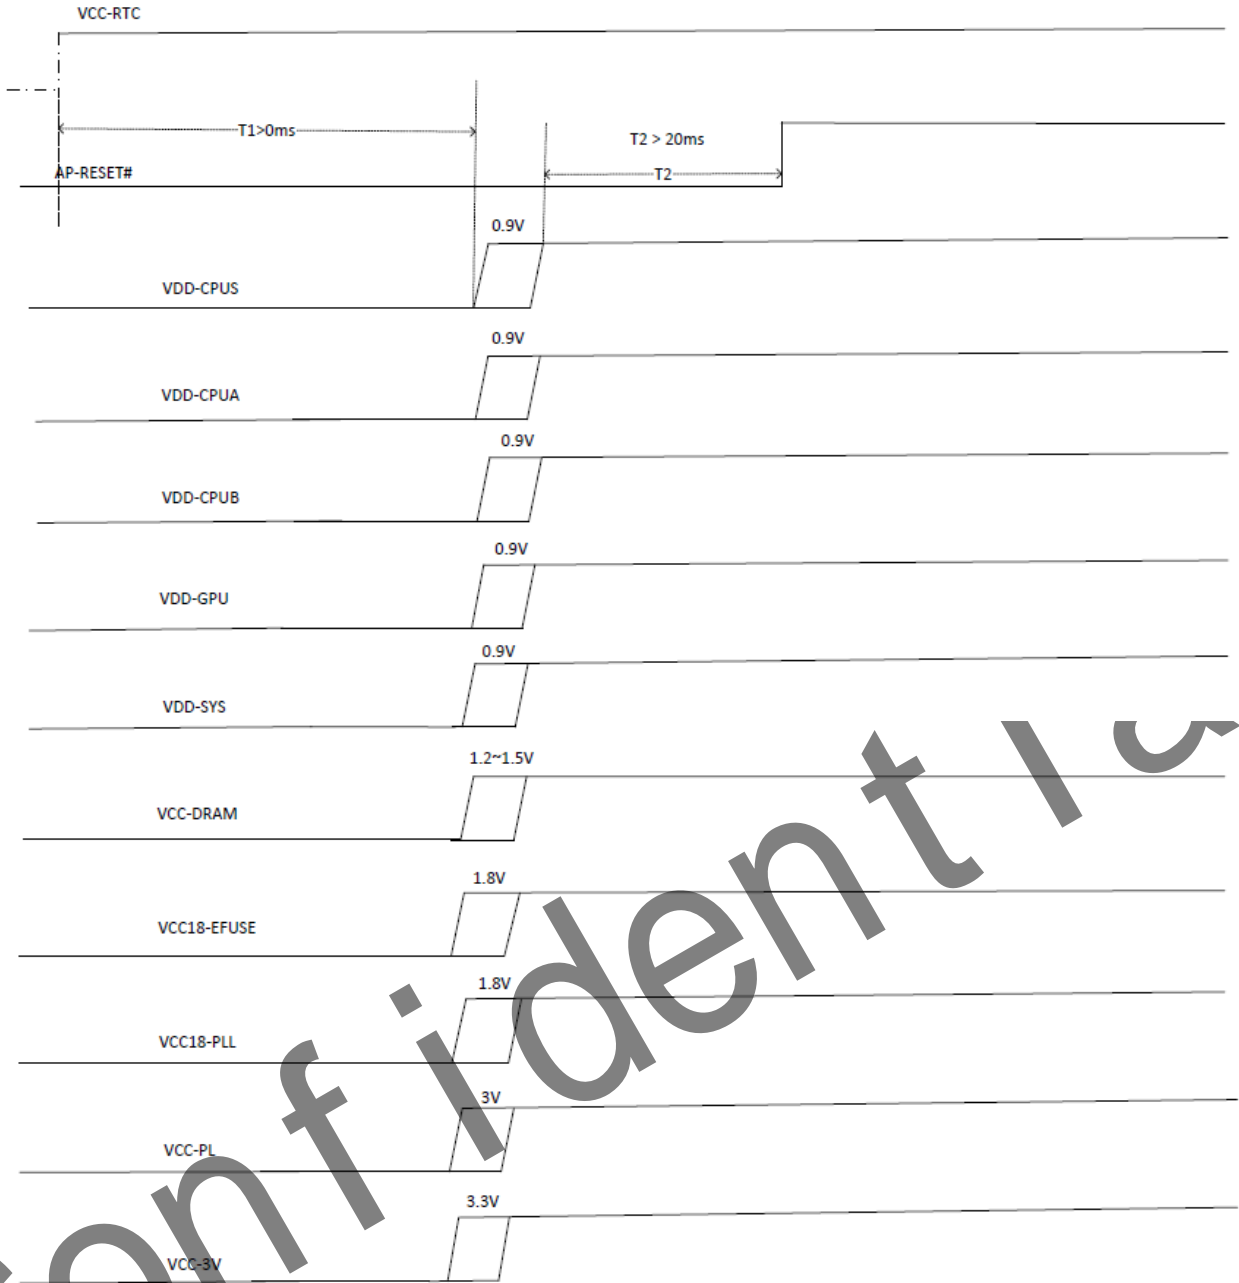 VCC-RTC
T1>0ms
T2 > 20ms
AP-RESET#
T2
0.9V
VDD-CPUS
0.9V
VDD-CPUA
0.9V
VDD-CPUB
0.9V
VDD-GPU
0.9V
VDD-SYS
1.2~1.5V
VCC-DRAM
1.8V
VCC18-EFUSE
1.8V
VCC18-PLL
3V
VCC-PL
3.3V
VCC-3V
onfidentia